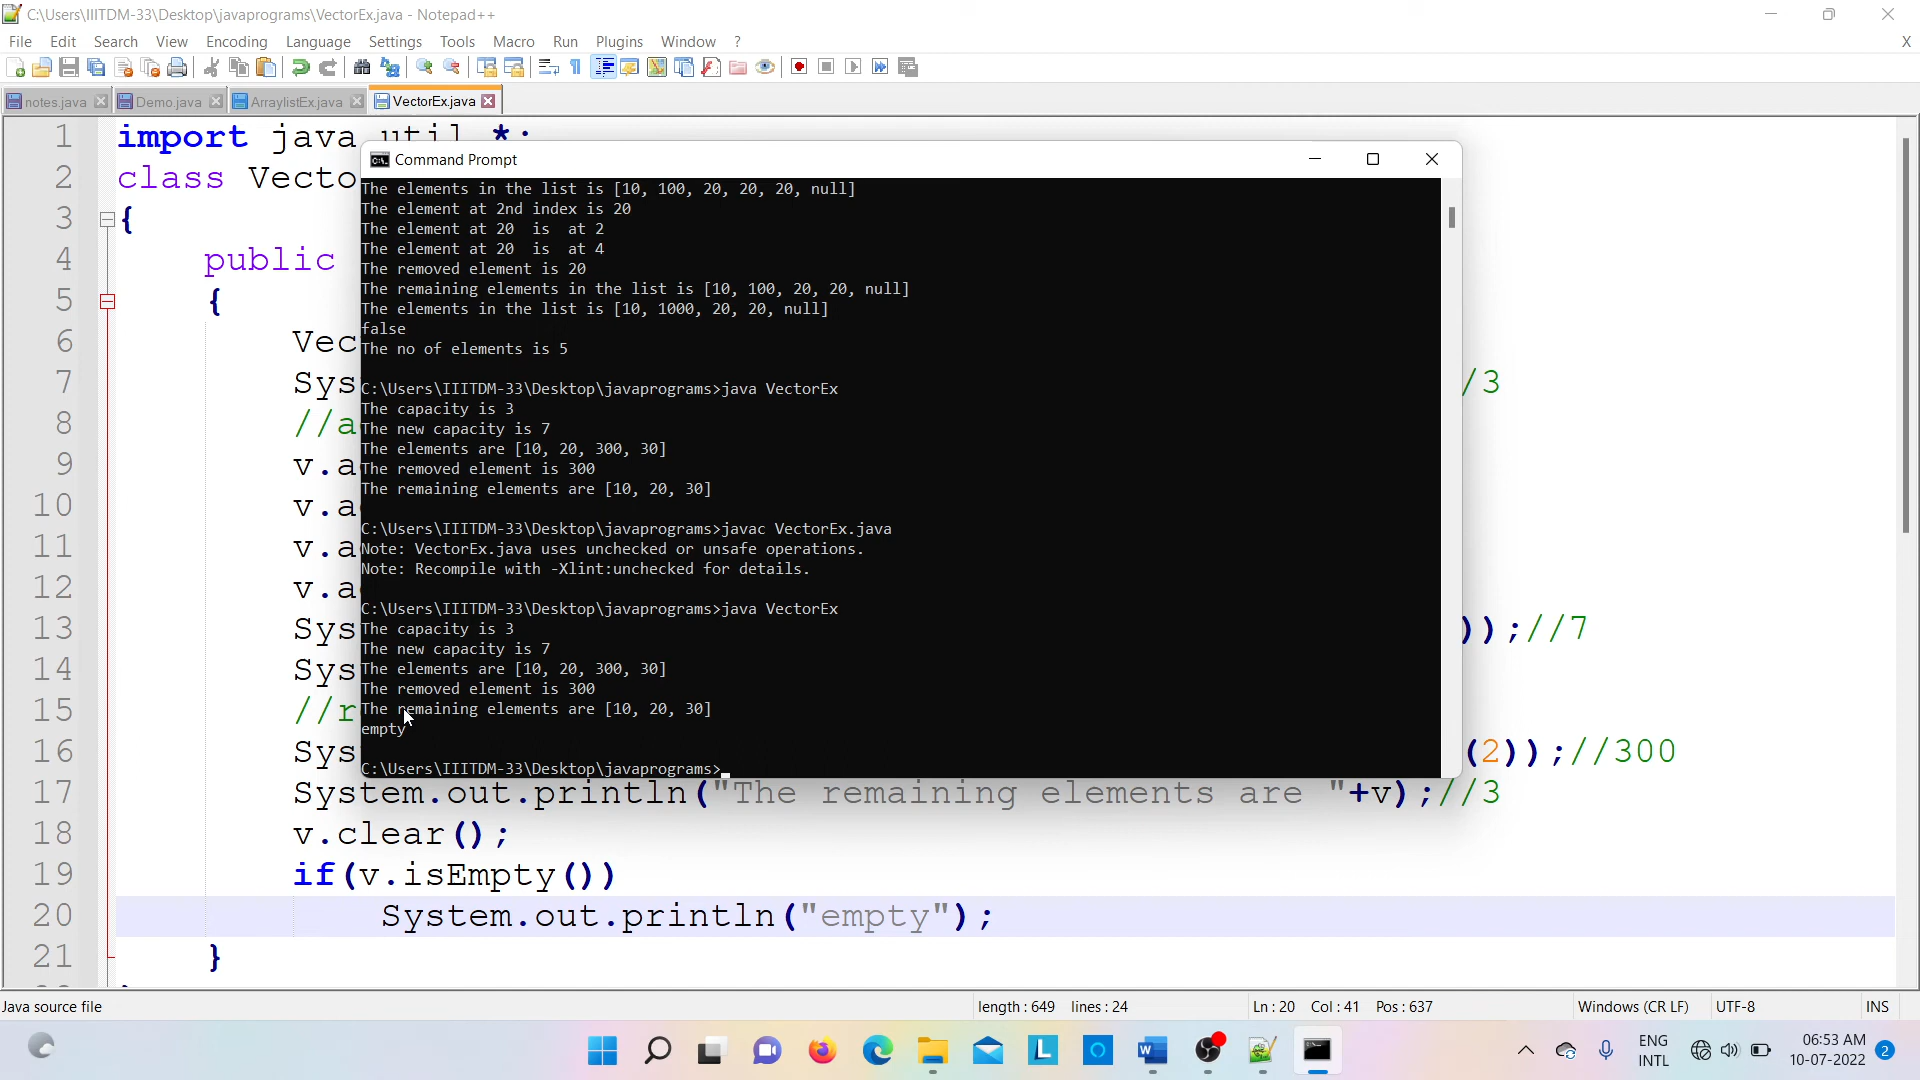 C:\Users\IIITDM-33\Desktop\javaprograms\VectorEx.java - Notepad++
File Edit Search View Encoding Language Settings Tools Macro Run Plugins Window ?
X
notes.java Demo.java ArraylistEx.java VectorEx.java
1 import java.util.*;
2 class Vecto
3 {
4 public
5 {
6 Vec
7 Sys /3
8 //a
9 v.a
10 v.a
11 v.a
12 v.a
13 Sys ));//7
14 Sys
15 //r
16 Sys (2));//300
17 System.out.println("The remaining elements are "+v);//3
18 v.clear();
19 if(v.isEmpty())
20 System.out.println("empty");
21 }
Command Prompt
The elements in the list is [10, 100, 20, 20, 20, null]
The element at 2nd index is 20
The element at 20  is  at 2
The element at 20  is  at 4
The removed element is 20
The remaining elements in the list is [10, 100, 20, 20, null]
The elements in the list is [10, 1000, 20, 20, null]
false
The no of elements is 5
C:\Users\IIITDM-33\Desktop\javaprograms>java VectorEx
The capacity is 3
The new capacity is 7
The elements are [10, 20, 300, 30]
The removed element is 300
The remaining elements are [10, 20, 30]
C:\Users\IIITDM-33\Desktop\javaprograms>javac VectorEx.java
Note: VectorEx.java uses unchecked or unsafe operations.
Note: Recompile with -Xlint:unchecked for details.
C:\Users\IIITDM-33\Desktop\javaprograms>java VectorEx
The capacity is 3
The new capacity is 7
The elements are [10, 20, 300, 30]
The removed element is 300
The remaining elements are [10, 20, 30]
empty
C:\Users\IIITDM-33\Desktop\javaprograms>
Java source file length : 649 lines : 24 Ln : 20 Col : 41 Pos : 637 Windows (CR LF) UTF-8 INS
ENG
INTL
06:53 AM
10-07-2022
2